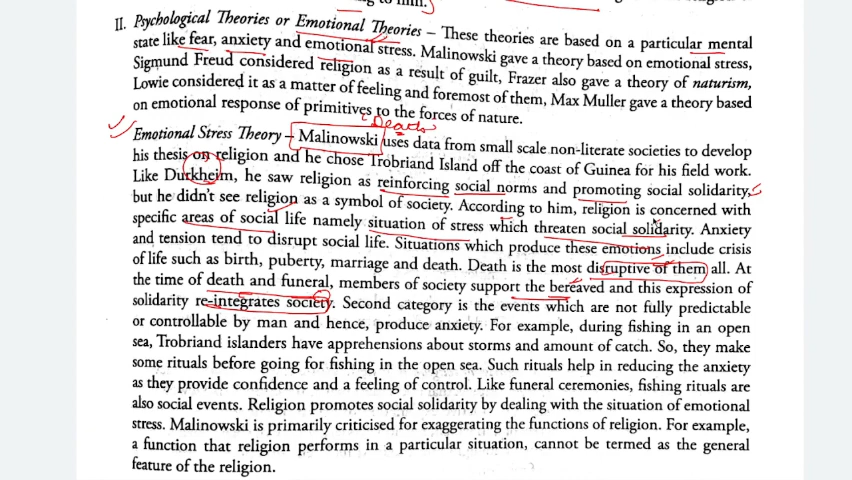 to him.
II. Psychological Theories or Emotional Theories – These theories are based on a particular mental
state like fear, anxiety and emotional stress. Malinowski gave a theory based on emotional stress,
Sigmund Freud considered religion as a result of guilt, Frazer also gave a theory of naturism,
Lowie considered it as a matter of feeling and foremost of them, Max Muller gave a theory based
on emotional response of primitives to the forces of nature.
Death
Emotional Stress Theory – Malinowski uses data from small scale non-literate societies to develop
his thesis on religion and he chose Trobriand Island off the coast of Guinea for his field work.
Like Durkheim, he saw religion as reinforcing social norms and promoting social solidarity,
but he didn't see religion as a symbol of society. According to him, religion is concerned with
specific areas of social life namely situation of stress which threaten social solidarity. Anxiety
and tension tend to disrupt social life. Situations which produce these emotions include crisis
of life such as birth, puberty, marriage and death. Death is the most disruptive of them all. At
the time of death and funeral, members of society support the bereaved and this expression of
solidarity re-integrates society. Second category is the events which are not fully predictable
or controllable by man and hence, produce anxiety. For example, during fishing in an open
sea, Trobriand islanders have apprehensions about storms and amount of catch. So, they make
some rituals before going for fishing in the open sea. Such rituals help in reducing the anxiety
as they provide confidence and a feeling of control. Like funeral ceremonies, fishing rituals are
also social events. Religion promotes social solidarity by dealing with the situation of emotional
stress. Malinowski is primarily criticised for exaggerating the functions of religion. For example,
a function that religion performs in a particular situation, cannot be termed as the general
feature of the religion.